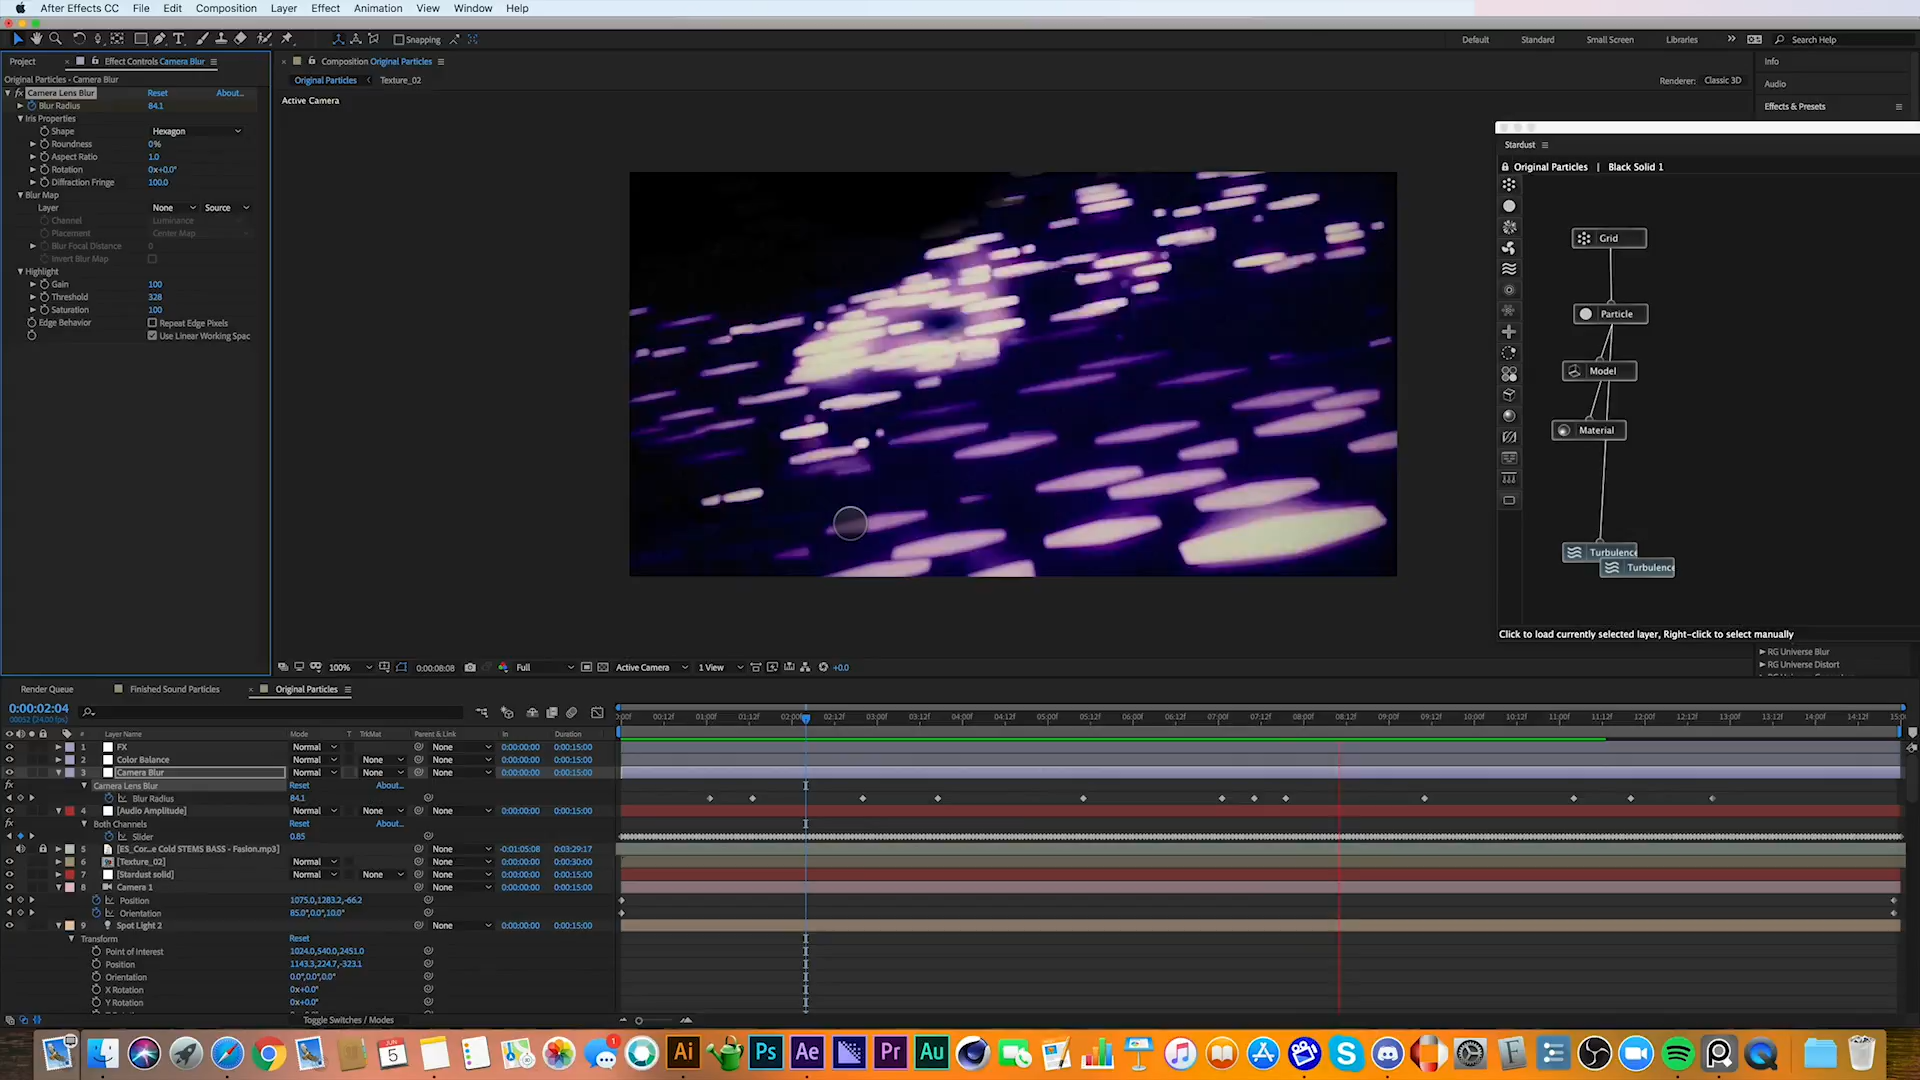 After Effects CC File Edit Composition Layer Effect Animation View Window Help
Snapping
Default Standard Small Screen Libraries Search Help
Project Effect Controls Camera Blur
Original Particles - Camera Blur
Camera Lens Blur Reset About...
Blur Radius 84.1
Iris Properties
Shape Hexagon
Roundness 0%
Aspect Ratio 1.0
Rotation 0x+0.0°
Diffraction Fringe 100.0
Blur Map
Layer None Source
Channel Luminance
Placement Center Map
Blur Focal Distance 0
Invert Blur Map
Highlight
Gain 100
Threshold 328
Saturation 100
Edge Behavior Repeat Edge Pixels
Use Linear Working Spac
Composition Original Particles
Original Particles Texture_02
Renderer: Classic 3D
Active Camera
Info
Audio
Effects & Presets
Stardust
Original Particles | Black Solid 1
Grid
Particle
Model
Material
Turbulence
Turbulence
Click to load currently selected layer, Right-click to select manually
RG Universe Blur
RG Universe Distort
100% 0:00:08:08 Full Active Camera 1 View +0.0
Render Queue Finished Sound Particles Original Particles
0:00:02:04
00052 (24.00 fps)
:00f 00:12f 01:00f 01:12f 02:00f 02:12f 03:00f 03:12f 04:00f 04:12f 05:00f 05:12f 06:00f 06:12f 07:00f 07:12f 08:00f 08:12f 09:00f 09:12f 10:00f 10:12f 11:00f 11:12f 12:00f 12:12f 13:00f 13:12f 14:00f 14:12f 15:00
# Layer Name Mode T TrkMat Parent & Link In Duration
1 FX Normal None 0:00:00:00 0:00:15:00
2 Color Balance Normal None None 0:00:00:00 0:00:15:00
3 Camera Blur Normal None None 0:00:00:00 0:00:15:00
fx Camera Lens Blur Reset About...
Blur Radius 84.1
4 [Audio Amplitude] Normal None None 0:00:00:00 0:00:15:00
fx Both Channels Reset About...
Slider 0.85
5 [ES_Cor...e Cold STEMS BASS - Fasion.mp3] None -0:01:05:08 0:03:29:17
6 [Texture_02] Normal None 0:00:00:00 0:00:30:00
7 [Stardust solid] Normal None None 0:00:00:00 0:00:15:00
8 Camera 1 None 0:00:00:00 0:00:15:00
Position 1075.0,1283.2,-66.2
Orientation 85.0°,0.0°,10.0°
9 Spot Light 2 None 0:00:00:00 0:00:15:00
Transform Reset
Point of Interest 1024.0,540.0,2451.0
Position 1143.3,224.7,-323.1
Orientation 0.0°,0.0°,0.0°
X Rotation 0x+0.0°
Y Rotation 0x+0.0°
Toggle Switches / Modes
JUN
5
1
Ai Ps Ae Pr Au